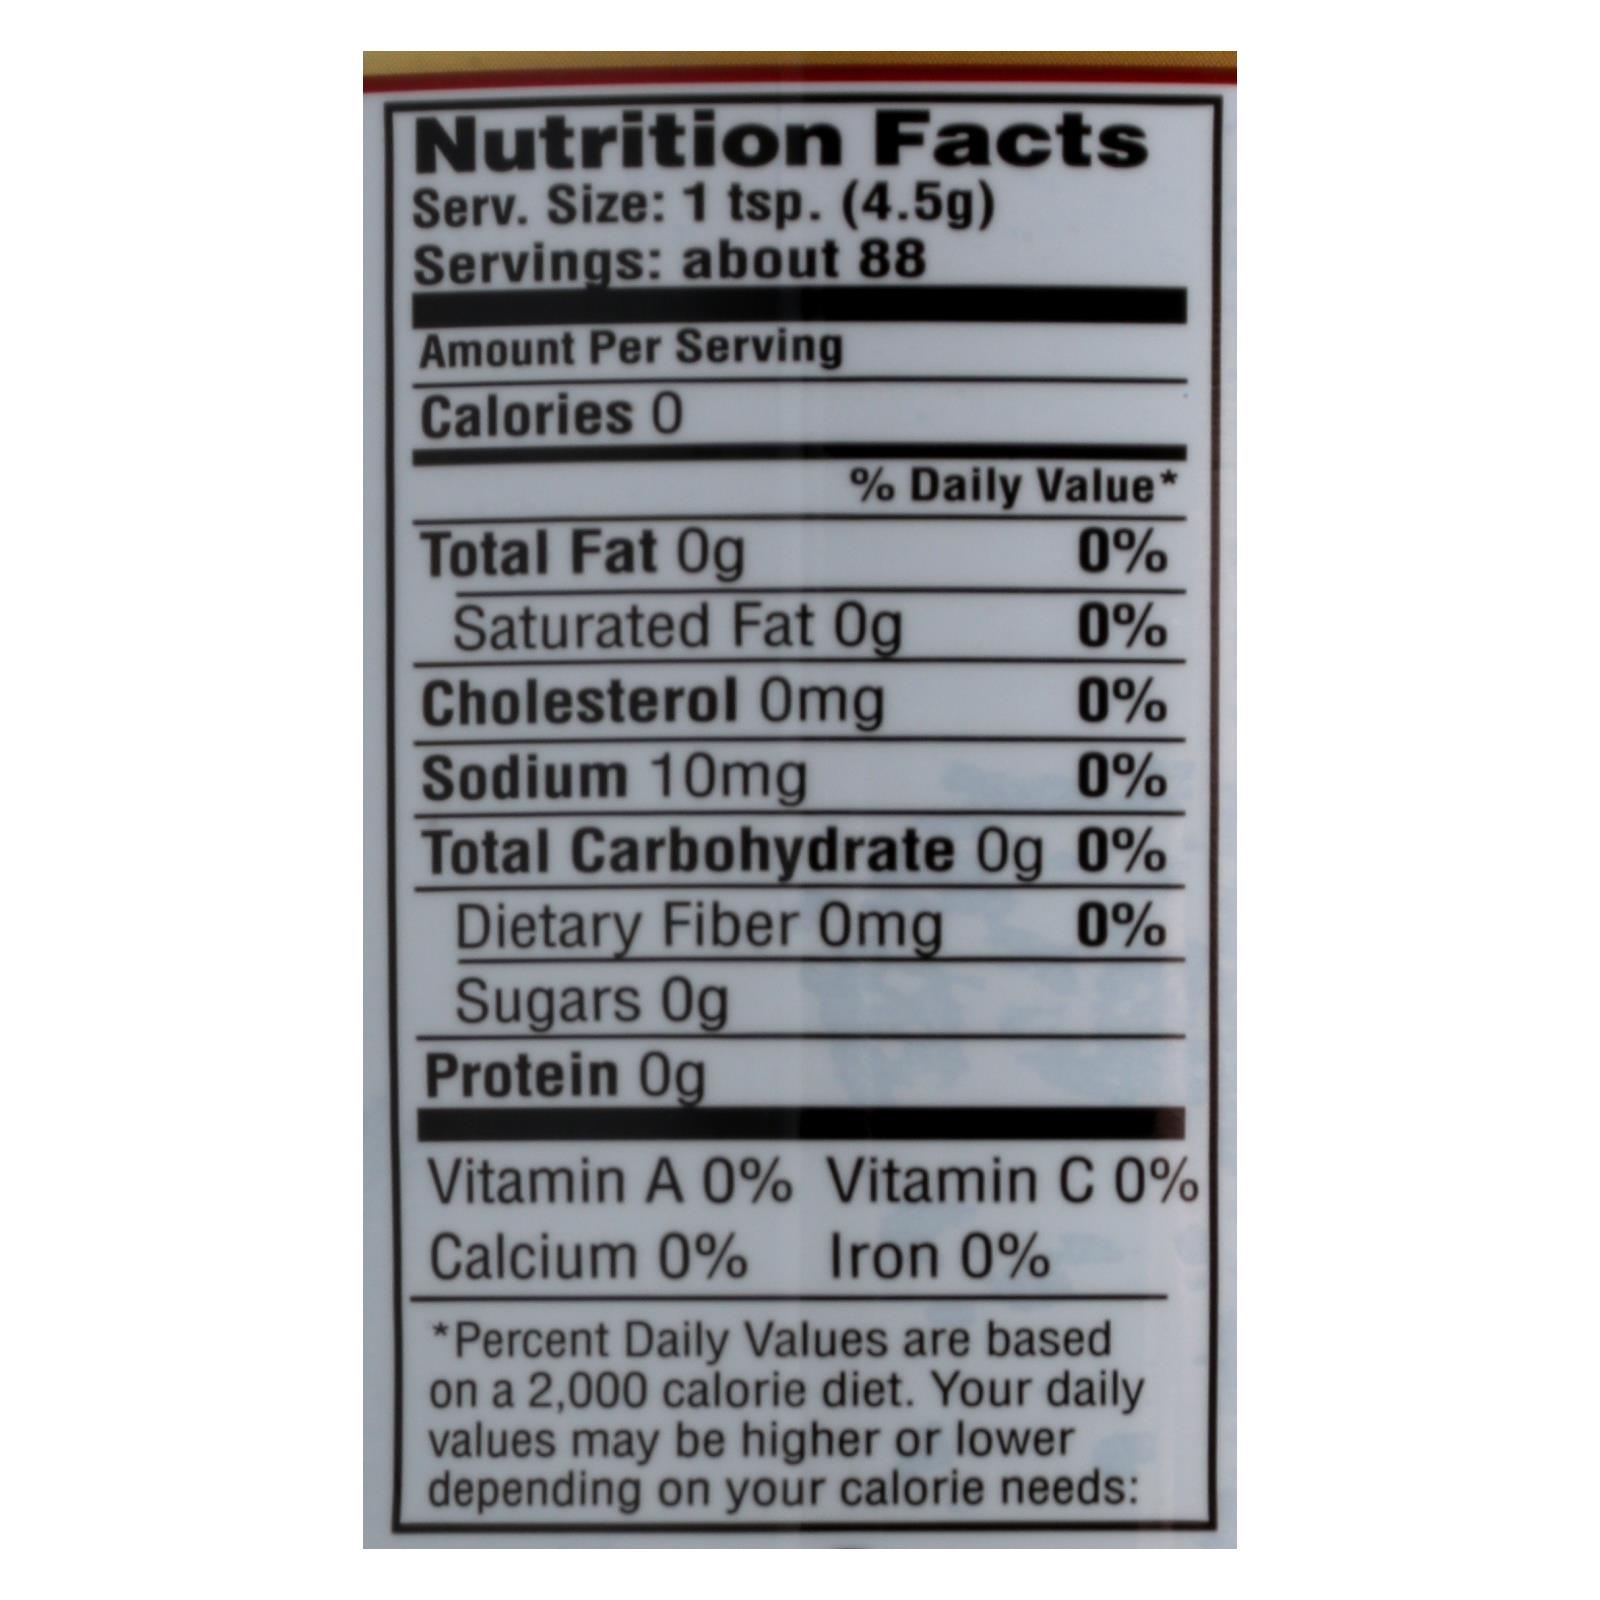 Nutrition Facts
Serv. Size: 1 tsp. (4.5g)
Servings: about 88
Amount Per Serving
Calories 0
% Daily Value*
Total Fat 0g 0%
Saturated Fat 0g 0%
Cholesterol 0mg 0%
Sodium 10mg 0%
Total Carbohydrate 0g 0%
Dietary Fiber 0mg 0%
Sugars 0g
Protein 0g
Vitamin A 0% Vitamin C 0%
Calcium 0% Iron 0%
*Percent Daily Values are based
on a 2,000 calorie diet. Your daily
values may be higher or lower
depending on your calorie needs: